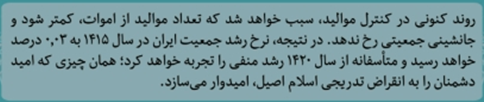 روند کنونی در کنترل موالید، سبب خواهد شد که تعداد موالید از اموات، کمتر شود و
جانشینی جمعیتی رخ ندهد. در نتیجه، نرخ رشد جمعیت ایران در سال ۱۴۱۵ به ۰,۰۳ درصد
خواهد رسید و متأسفانه از سال ۱۴۲۰ رشد منفی را تجربه خواهد کرد؛ همان چیزی که امید
دشمنان را به انقراض تدریجی اسلام اصیل، امیدوار می‌سازد.